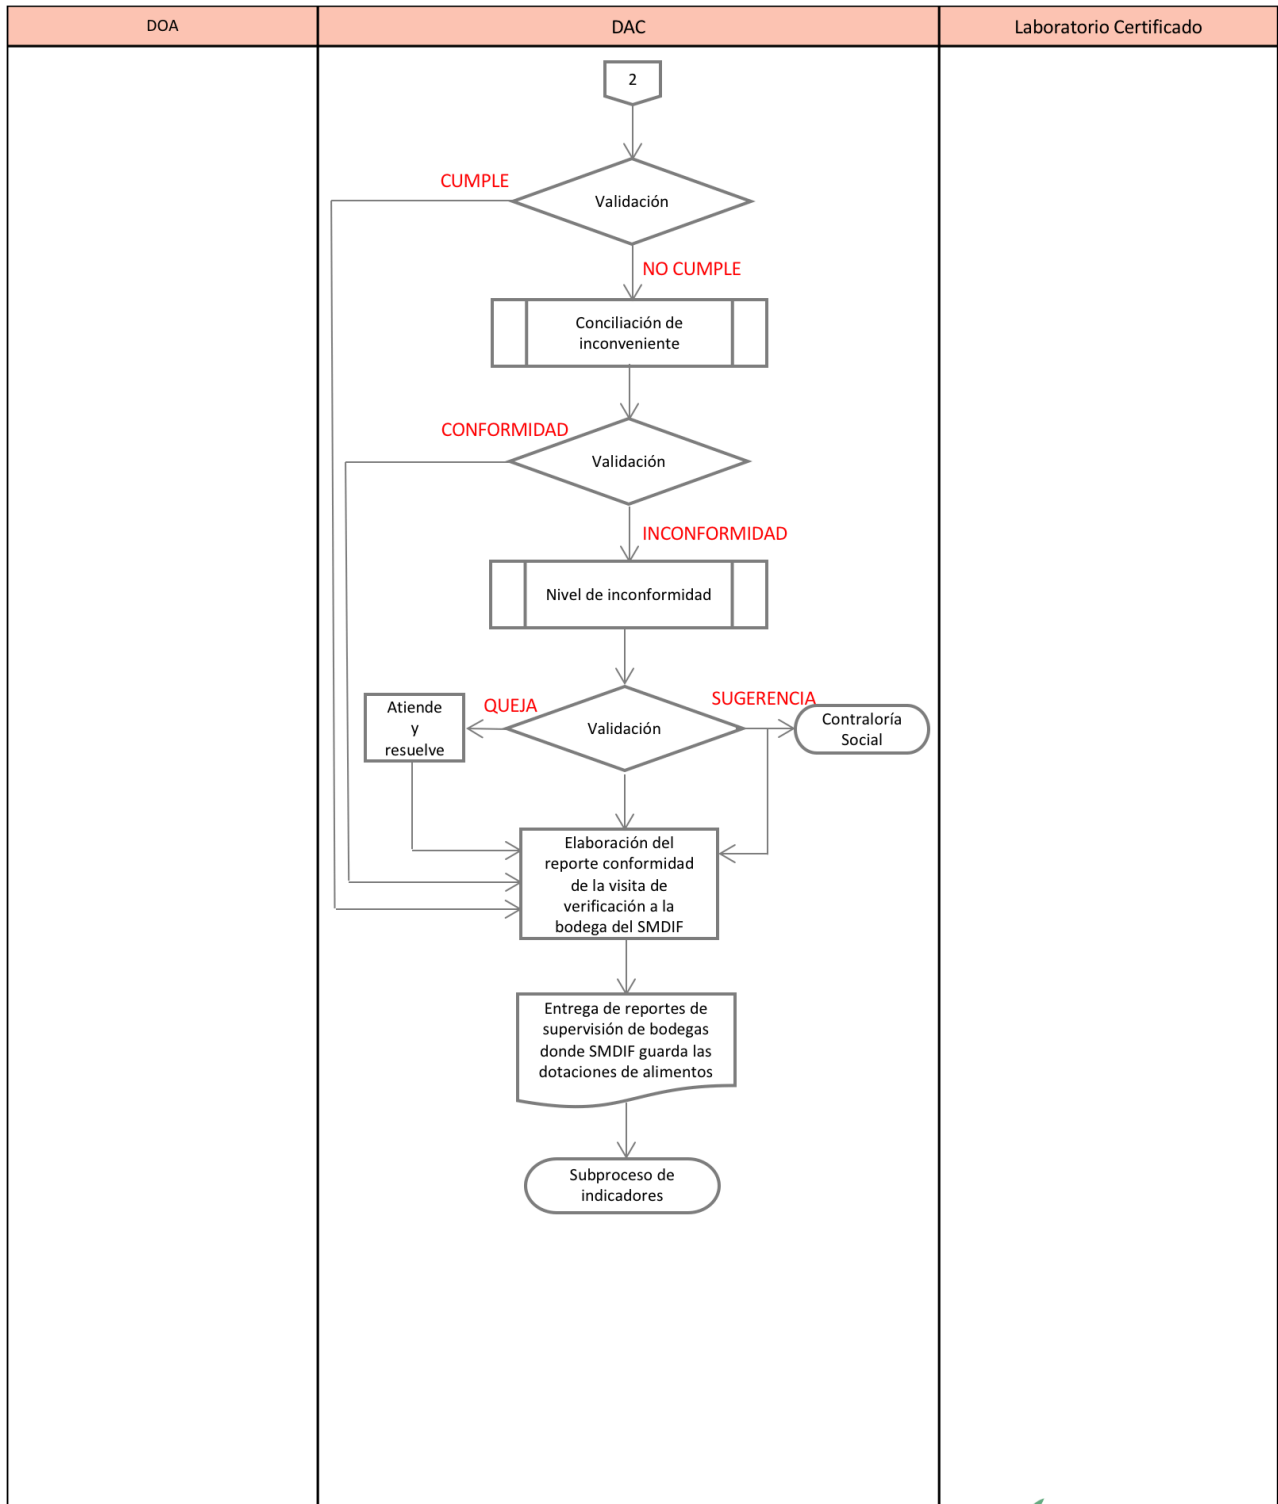 DOA
DAC
Laboratorio Certificado
2
CUMPLE
Validación
NO CUMPLE
Conciliación de
inconveniente
CONFORMIDAD
Validación
INCONFORMIDAD
Nivel de inconformidad
QUEJA
SUGERENCIA
Atiende
y
resuelve
Validación
Contraloría
Social
Elaboración del
reporte conformidad
de la visita de
verificación a la
bodega del SMDIF
Entrega de reportes de
supervisión de bodegas
donde SMDIF guarda las
dotaciones de alimentos
Subproceso de
indicadores